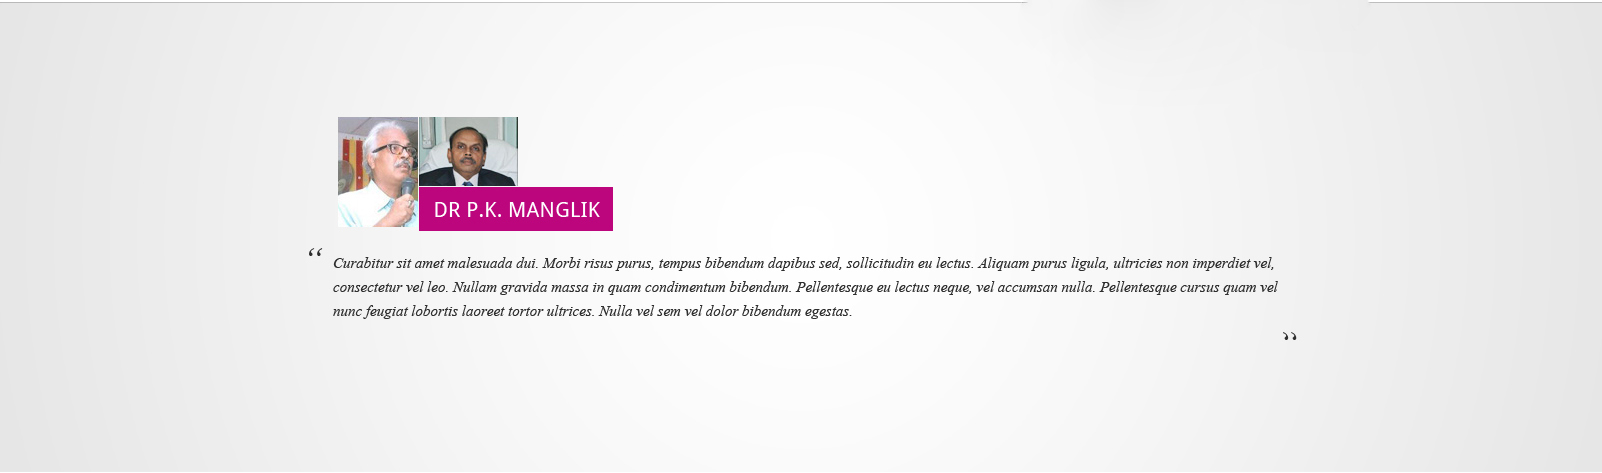 DR P.K. MANGLIK
“ Curabitur sit amet malesuada dui. Morbi risus purus, tempus bibendum dapibus sed, sollicitudin eu lectus. Aliquam purus ligula, ultricies non imperdiet vel,
consectetur vel leo. Nullam gravida massa in quam condimentum bibendum. Pellentesque eu lectus neque, vel accumsan nulla. Pellentesque cursus quam vel
nunc feugiat lobortis laoreet tortor ultrices. Nulla vel sem vel dolor bibendum egestas.
”